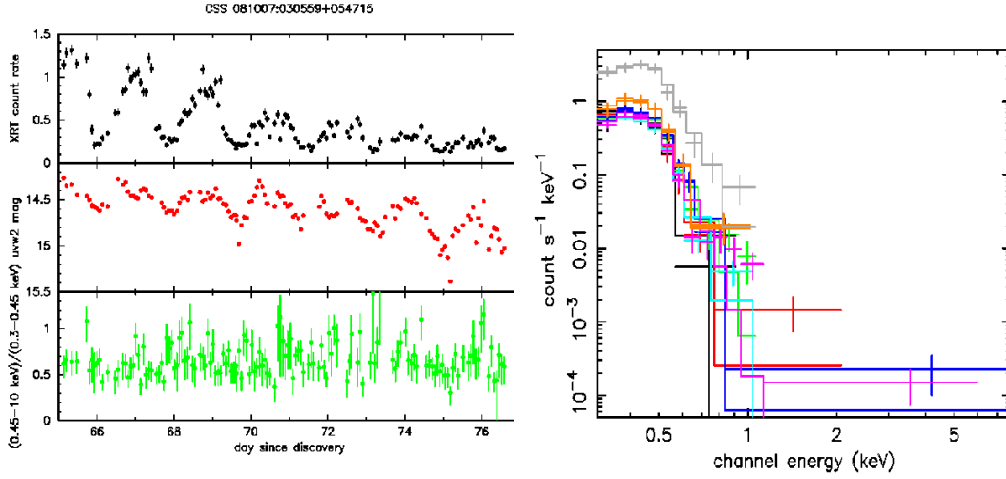 CSS 081007:030559+054715
XRT count rate
1.5
1
0.5
0
uvw2 mag
14.5
15
15.5
(0.45-10 keV)/(0.3-0.45 keV)
1
0.5
0
66 68 70 72 74 76
day since discovery
count s⁻¹ keV⁻¹
1
0.1
0.01
10⁻³
10⁻⁴
0.5 1 2 5
channel energy (keV)